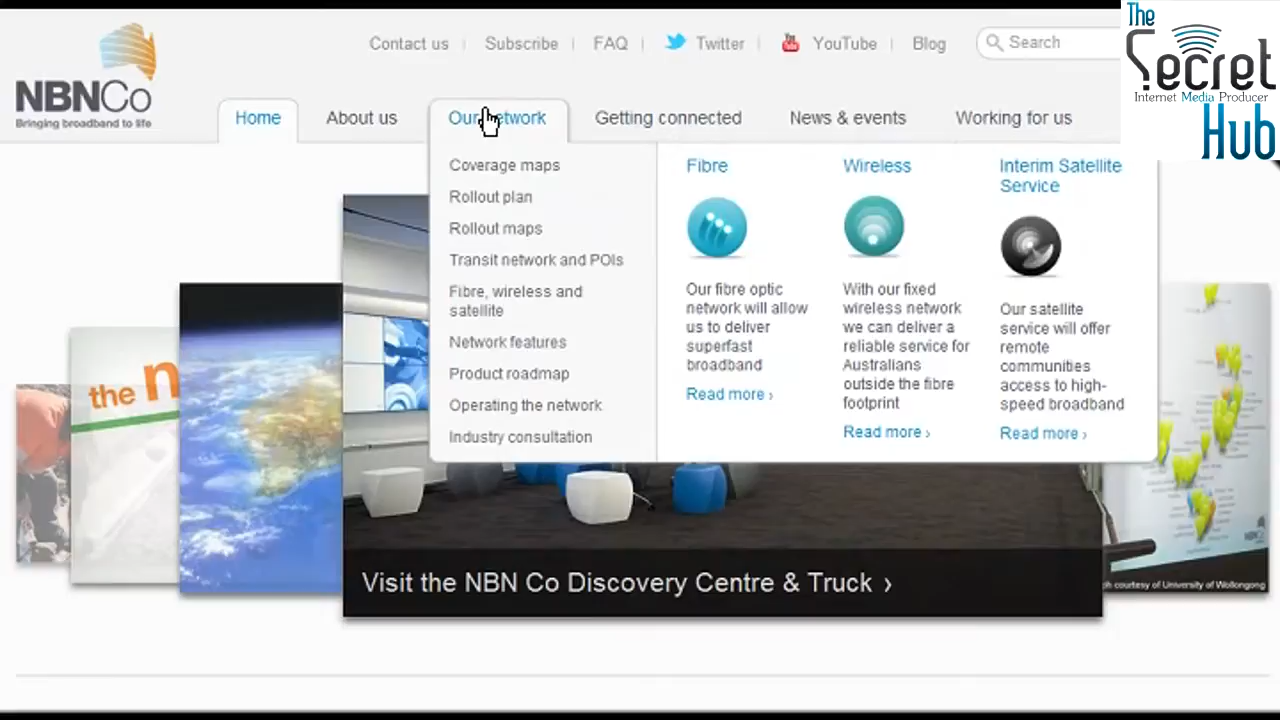 The
Secret
Internet Media Producer
Hub
NBNCo
Bringing broadband to life
Contact us
Subscribe
FAQ
Twitter
YouTube
Blog
Search
Home
About us
Our network
Getting connected
News & events
Working for us
Coverage maps
Rollout plan
Rollout maps
Transit network and POIs
Fibre, wireless and
satellite
Network features
Product roadmap
Operating the network
Industry consultation
Fibre
Our fibre optic
network will allow
us to deliver
superfast
broadband
Read more ›
Wireless
With our fixed
wireless network
we can deliver a
reliable service for
Australians
outside the fibre
footprint
Read more ›
Interim Satellite
Service
Our satellite
service will offer
remote
communities
access to high-
speed broadband
Read more ›
the n
Visit the NBN Co Discovery Centre & Truck ›
courtesy of University of Wollongong